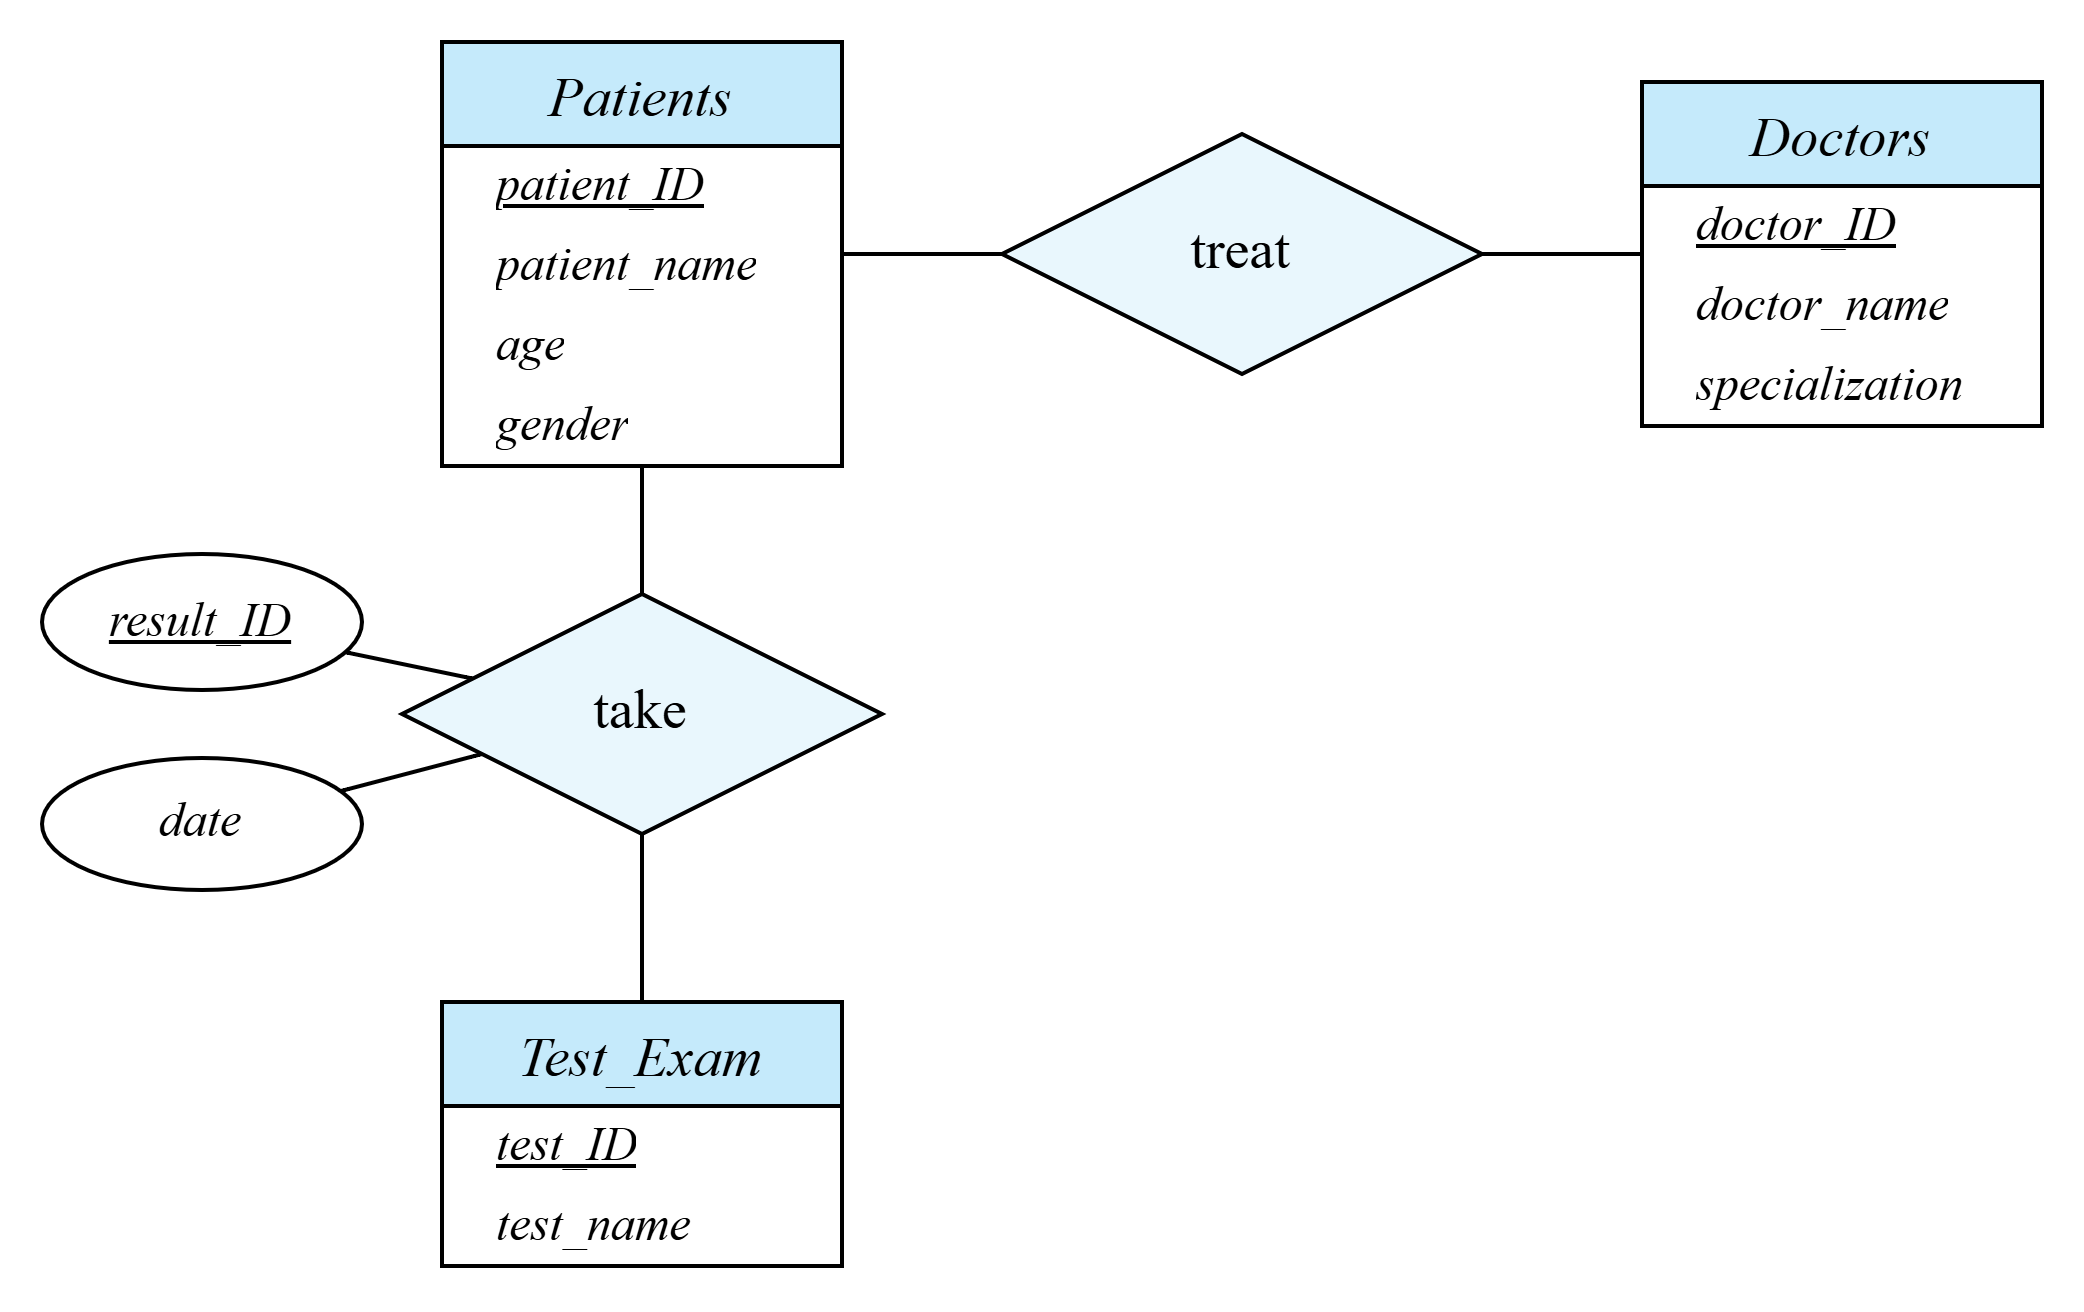 Patients
patient_ID
patient_name
age
gender
treat
Doctors
doctor_ID
doctor_name
specialization
result_ID
date
take
Test_Exam
test_ID
test_name